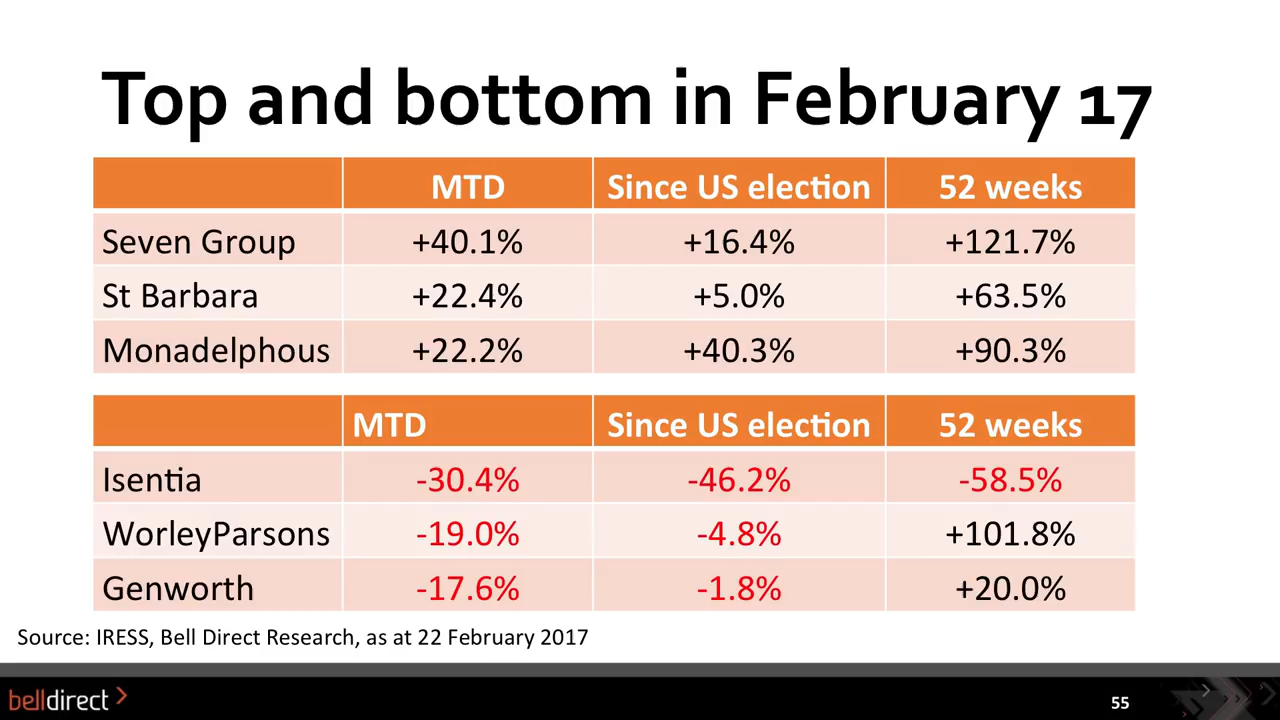 Top and bottom in February 17
MTD Since US election 52 weeks
Seven Group +40.1% +16.4% +121.7%
St Barbara +22.4% +5.0% +63.5%
Monadelphous +22.2% +40.3% +90.3%
MTD Since US election 52 weeks
Isentia -30.4% -46.2% -58.5%
WorleyParsons -19.0% -4.8% +101.8%
Genworth -17.6% -1.8% +20.0%
Source: IRESS, Bell Direct Research, as at 22 February 2017
belldirect
55